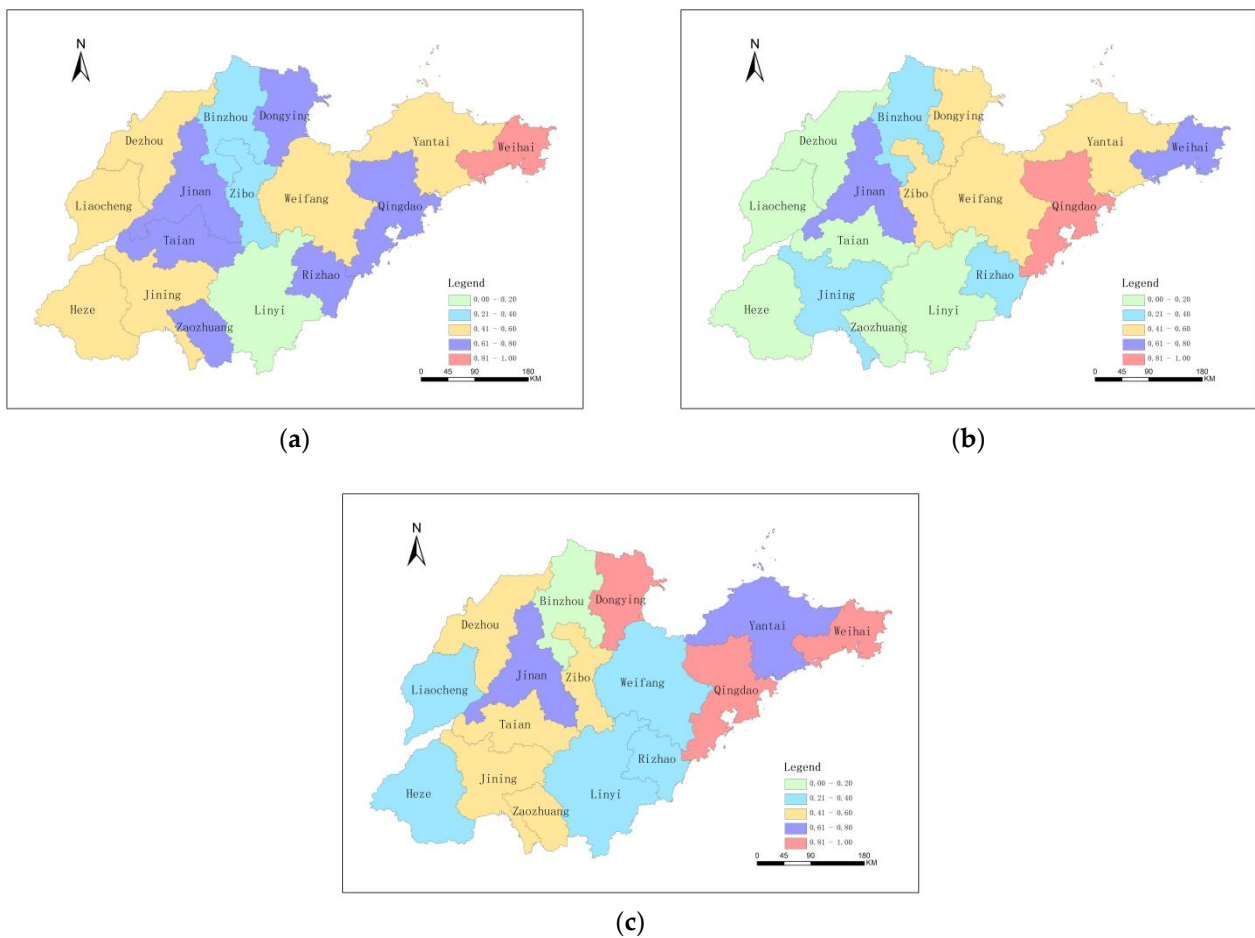 N
Binzhou
Dongying
Dezhou
Yantai
Weihai
Jinan
Zibo
Weifang
Liaocheng
Qingdao
Taian
Rizhao
Heze
Jining
Linyi
Zaozhuang
Legend
0.00 - 0.20
0.21 - 0.40
0.41 - 0.60
0.61 - 0.80
0.81 - 1.00
0 45 90 180
KM
(a)
N
Binzhou
Dongying
Dezhou
Yantai
Weihai
Jinan
Zibo
Weifang
Liaocheng
Qingdao
Taian
Rizhao
Heze
Jining
Linyi
Zaozhuang
Legend
0.00 - 0.20
0.21 - 0.40
0.41 - 0.60
0.61 - 0.80
0.81 - 1.00
0 45 90 180
KM
(b)
N
Binzhou
Dongying
Dezhou
Yantai
Weihai
Jinan
Zibo
Weifang
Liaocheng
Qingdao
Taian
Rizhao
Heze
Jining
Linyi
Zaozhuang
Legend
0.00 - 0.20
0.21 - 0.40
0.41 - 0.60
0.61 - 0.80
0.81 - 1.00
0 45 90 180
KM
(c)